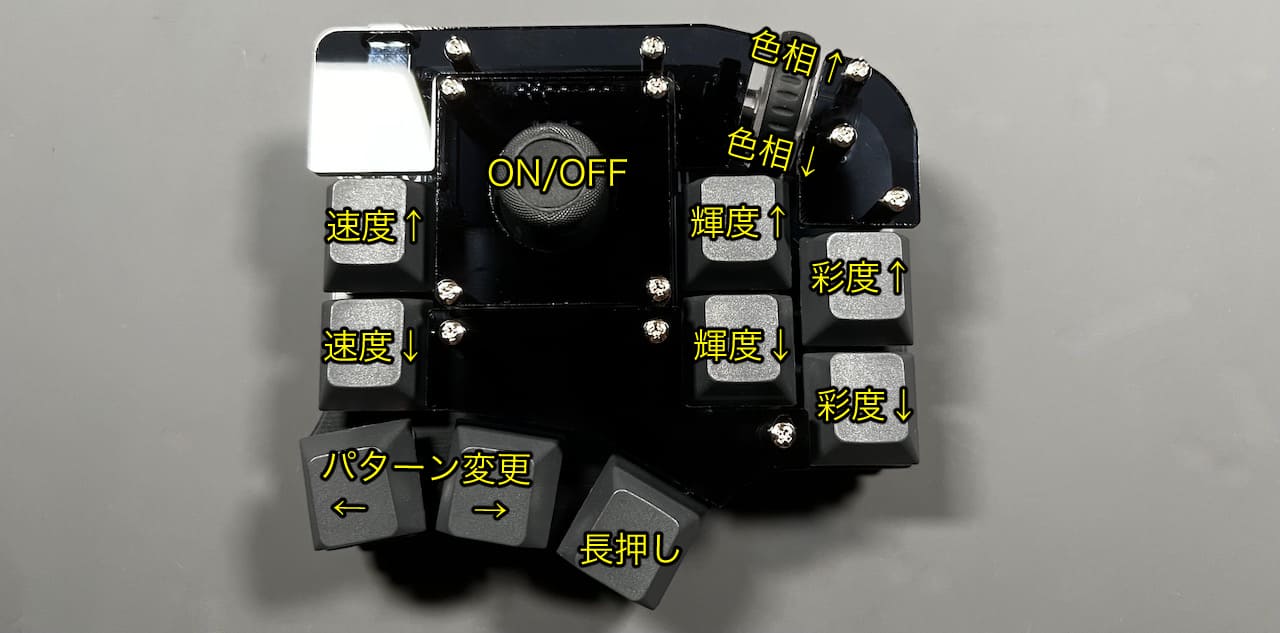 色相↑
色相↓
ON/OFF
速度↑
輝度↑
彩度↑
速度↓
輝度↓
彩度↓
パターン変更
← →
長押し